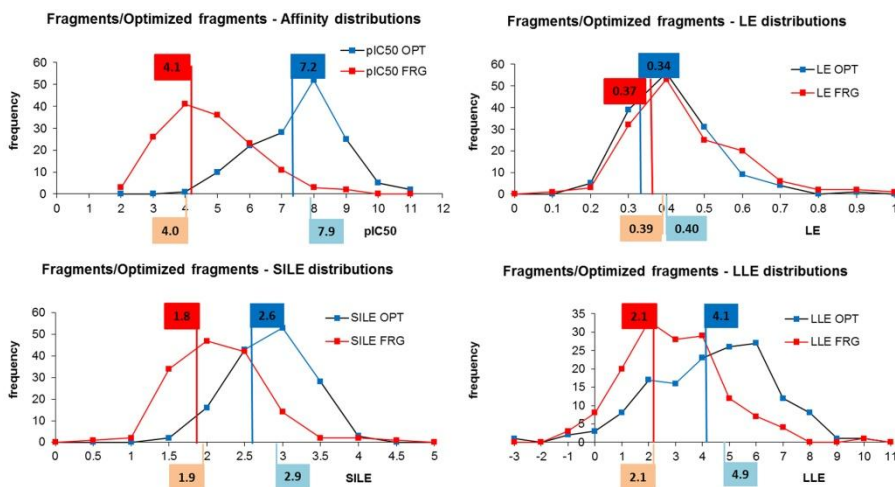 Fragments/Optimized fragments - Affinity distributions
4.1
7.2
pIC50 OPT
pIC50 FRG
60
50
40
30
20
10
0
frequency
0 1 2 3 4 5 6 7 8 9 10 11 12
4.0
7.9
pIC50
Fragments/Optimized fragments - LE distributions
0.34
0.37
LE OPT
LE FRG
60
50
40
30
20
10
0
frequency
0 0.1 0.2 0.3 0.4 0.5 0.6 0.7 0.8 0.9 1
0.39
0.40
LE
Fragments/Optimized fragments - SILE distributions
1.8
2.6
SILE OPT
SILE FRG
60
50
40
30
20
10
0
frequency
0 0.5 1 1.5 2 2.5 3 3.5 4 4.5 5
1.9
2.9
SILE
Fragments/Optimized fragments - LLE distributions
2.1
4.1
LLE OPT
LLE FRG
35
30
25
20
15
10
5
0
frequency
-3 -2 -1 0 1 2 3 4 5 6 7 8 9 10 11
2.1
4.9
LLE